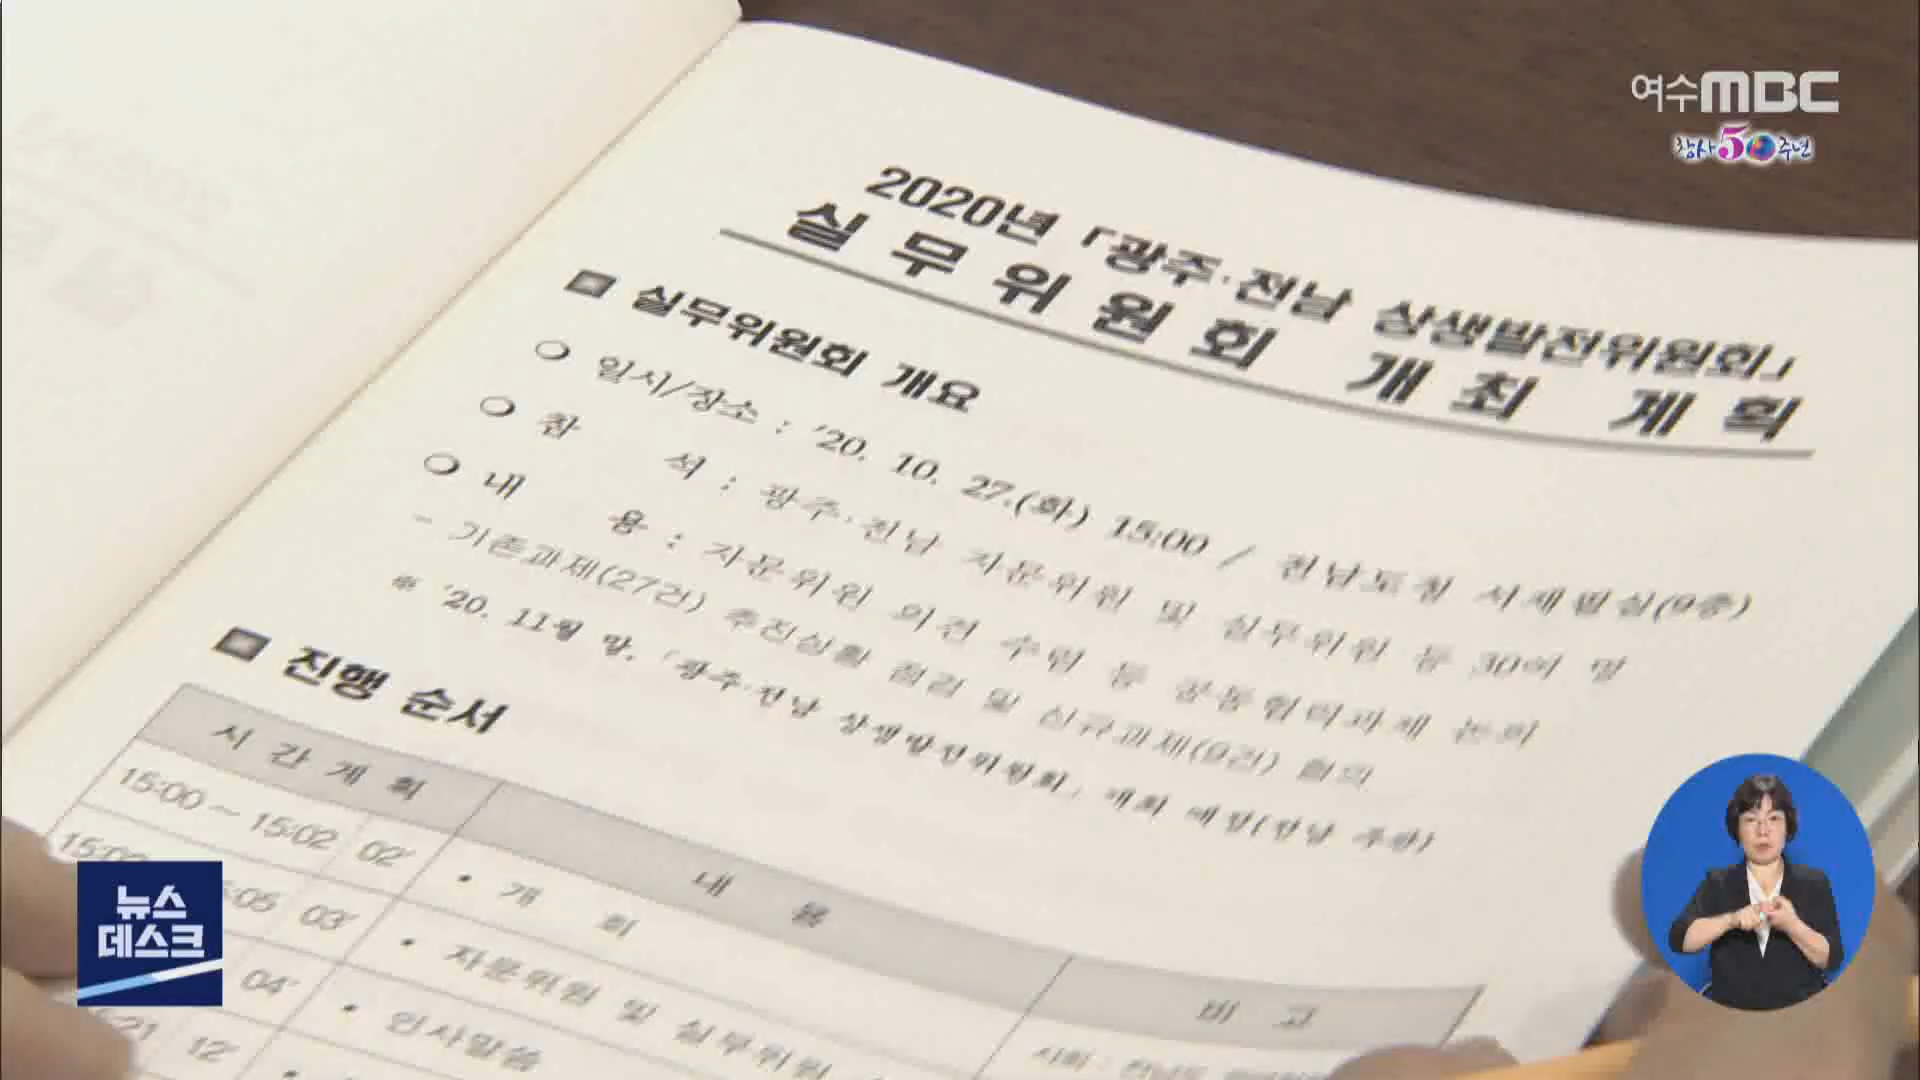 여수MBC
창사50주년
2020년 「광주·전남 상생발전위원회」
실무위원회 개최 계획
■ 실무위원회 개요
○ 일시/장소 : '20. 10. 27.(화) 15:00 / 전남도청 서재필실(9층)
○ 참 석 : 광주·전남 자문위원 및 실무위원 등 30여 명
○ 내 용 : 자문위원 의견 수렴 등 공동협력과제 논의
- 기존과제(27건) 추진상황 점검 및 신규과제(9건) 협의
※ '20. 11월 말, 「광주·전남 상생발전위원회」 개최 예정(전남 주관)
■ 진행 순서
시간계획 내 용 비 고
15:00~15:02 02' • 개 회
15:02 :05 03' • 자문위원 및 실무위원
04' • 인사말씀
:21 12' •
사회 : 전남도
뉴스
데스크